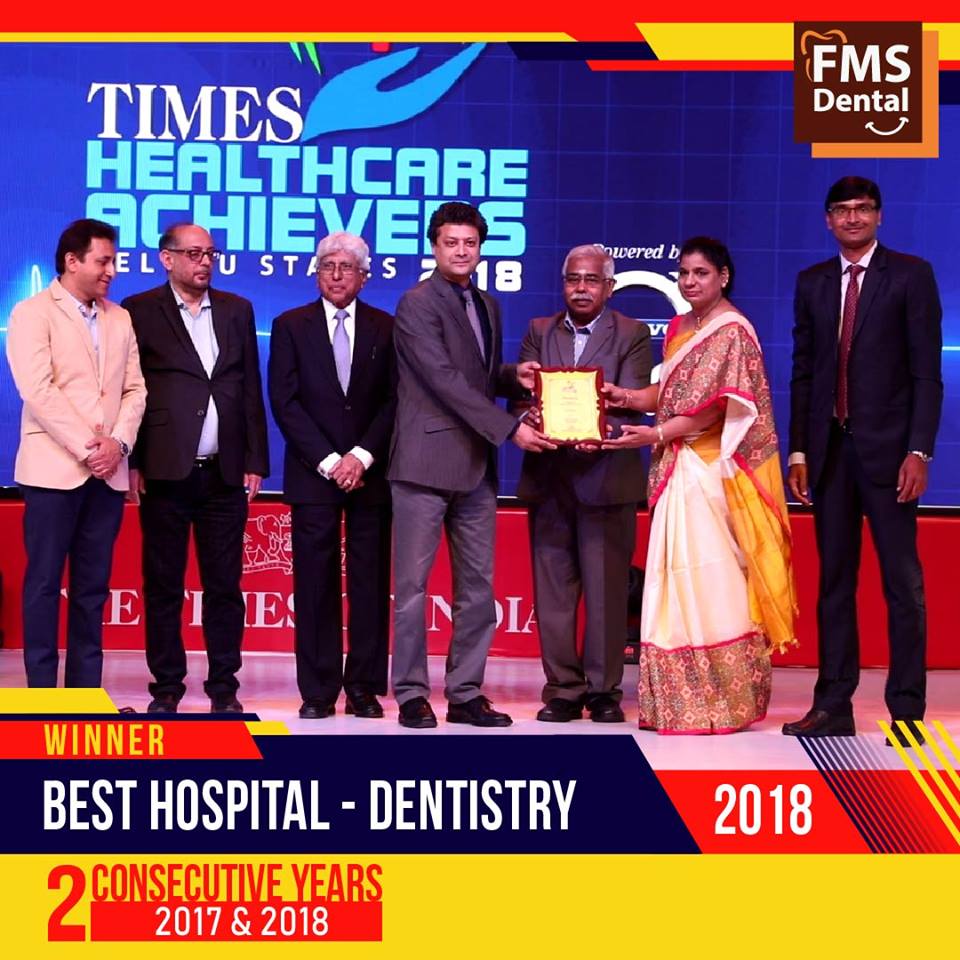 FMS
Dental
TIMES
HEALTHCARE
ACHIEVERS
2018
Powered by
WINNER
BEST HOSPITAL - DENTISTRY
2018
2 CONSECUTIVE YEARS
2017 & 2018